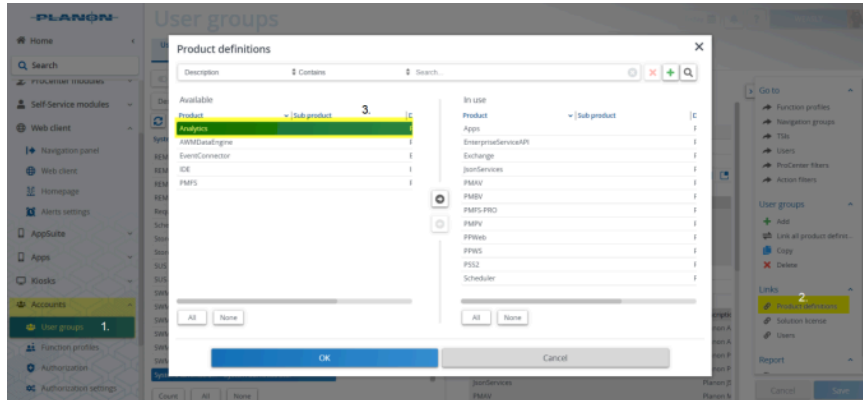 PLANON
User groups
Home
Search
ProCenter modules
Self-Service modules
Web client
Navigation panel
Web client
Homepage
Alerts settings
AppSuite
Apps
Kiosks
Accounts
User groups 1.
Function profiles
Authorization
Authorization settings
Product definitions
Description Contains Search...
Available
3.
Product Sub product
Analytics
AWMDataEngine
EventConnector
IDE
PMFS
All None
In use
Product Sub product
Apps
EnterpriseServiceAPI
Exchange
JsonServices
PMAV
PMBV
PMFS-PRO
PMPV
PPWeb
PPWS
PSS2
Scheduler
All None
OK Cancel
JsonServices
PMAV
Count All None
Go to
Function profiles
Navigation groups
TSIs
Users
ProCenter filters
Action filters
User groups
Add
Link all product definit...
Copy
Delete
Links
2.
Product definitions
Solution license
Users
Report
Cancel Save